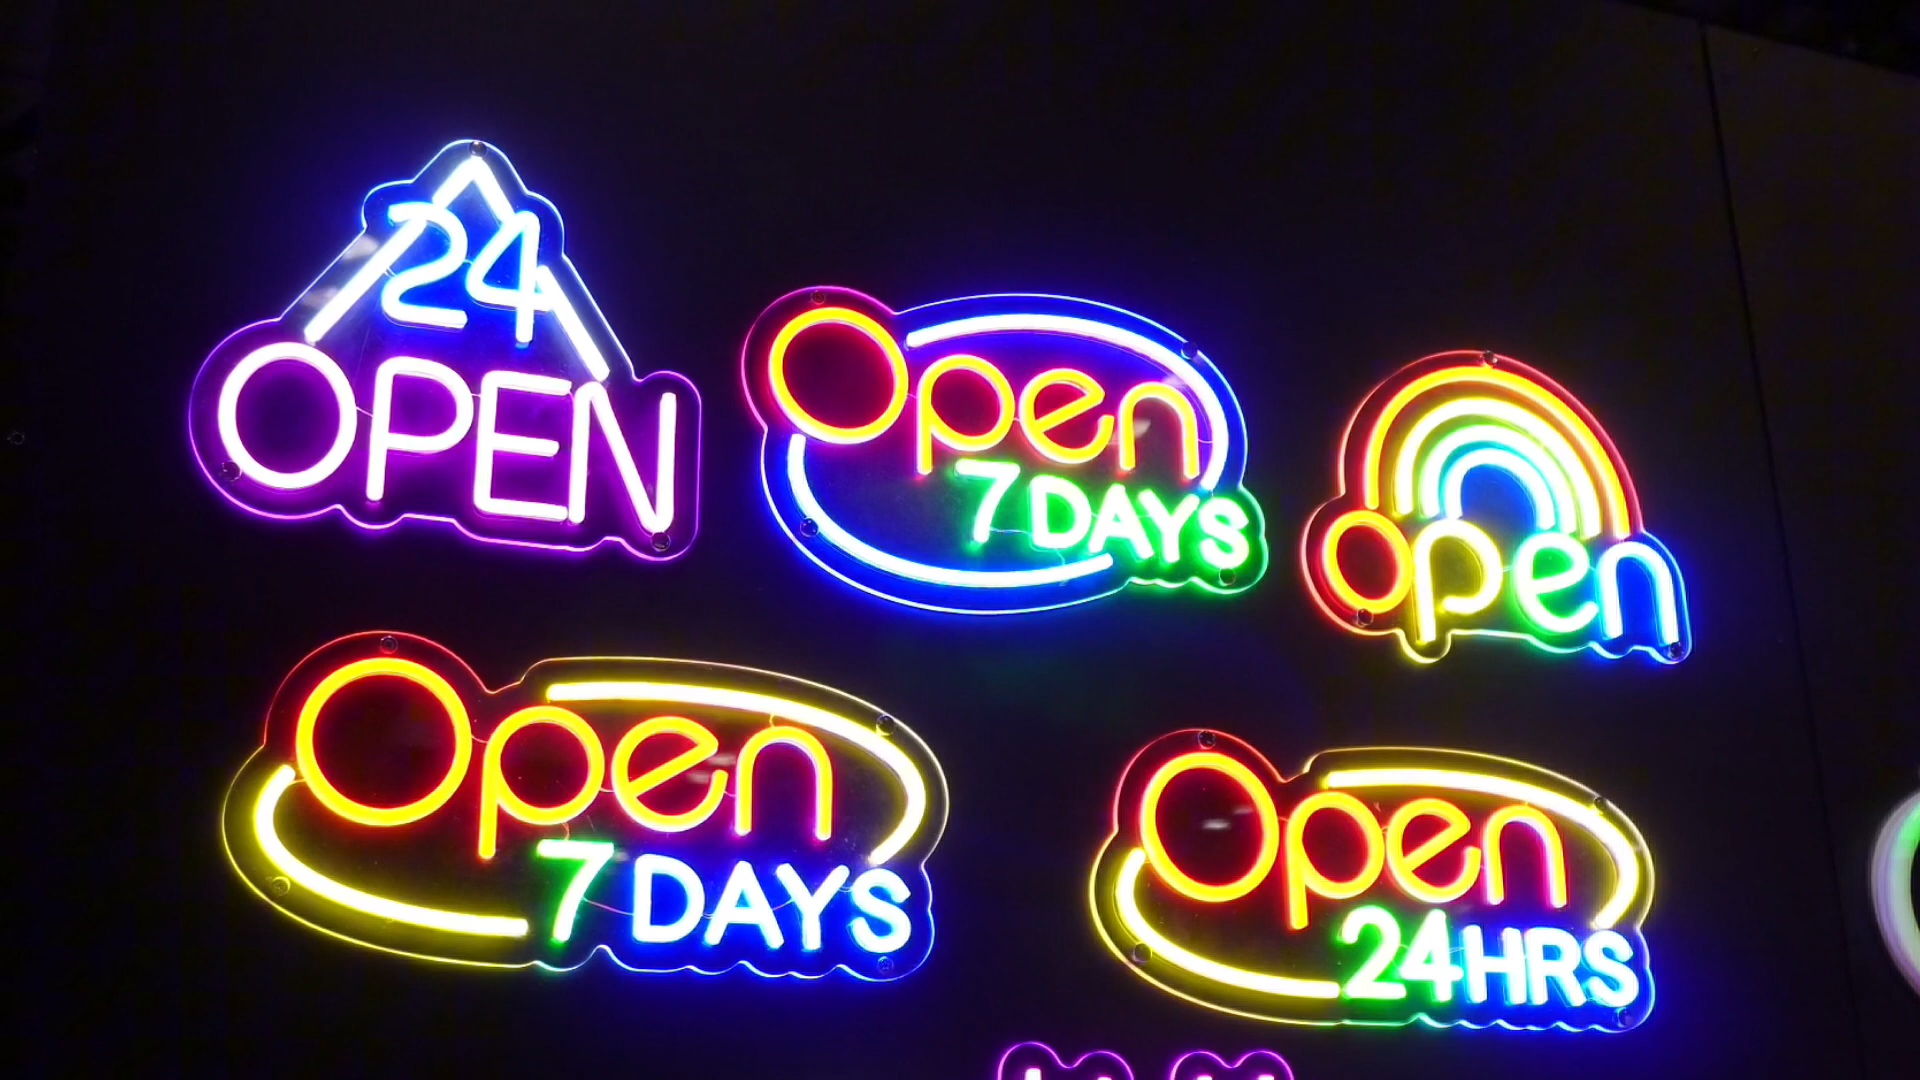 24
OPEN
Open
7 DAYS
open
Open
7 DAYS
Open
24HRS